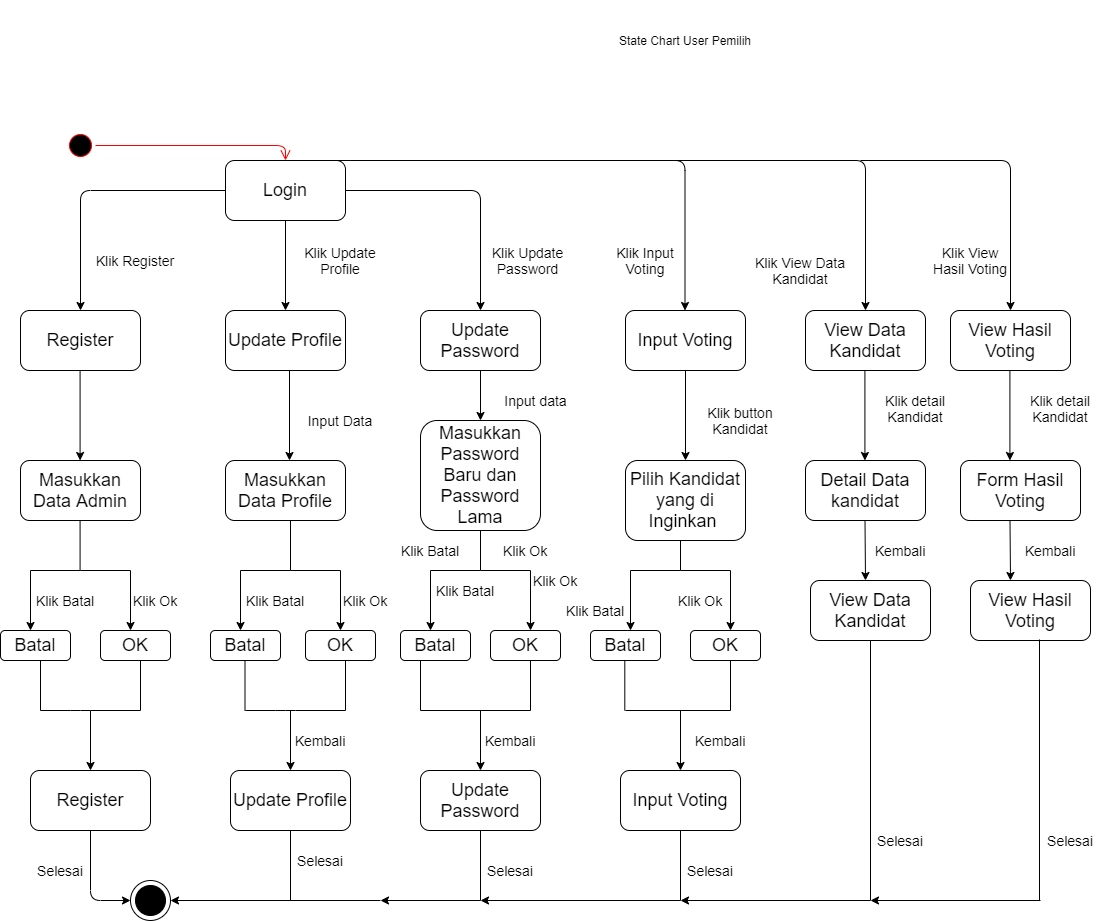 State Chart User Pemilih
Login
Klik Register
Klik Update
Profile
Klik Update
Password
Klik Input
Voting
Klik View Data
Kandidat
Klik View
Hasil Voting
Register
Update Profile
Update
Password
Input Voting
View Data
Kandidat
View Hasil
Voting
Input Data
Input data
Klik button
Kandidat
Klik detail
Kandidat
Klik detail
Kandidat
Masukkan
Data Admin
Masukkan
Data Profile
Masukkan
Password
Baru dan
Password
Lama
Pilih Kandidat
yang di
Inginkan
Detail Data
kandidat
Form Hasil
Voting
Klik Batal
Klik Ok
Kembali
Kembali
Klik Batal
Klik Ok
Klik Batal
Klik Ok
Klik Batal
Klik Ok
Klik Batal
Klik Ok
View Data
Kandidat
View Hasil
Voting
Batal
OK
Batal
OK
Batal
OK
Batal
OK
Kembali
Kembali
Kembali
Register
Update Profile
Update
Password
Input Voting
Selesai
Selesai
Selesai
Selesai
Selesai
Selesai